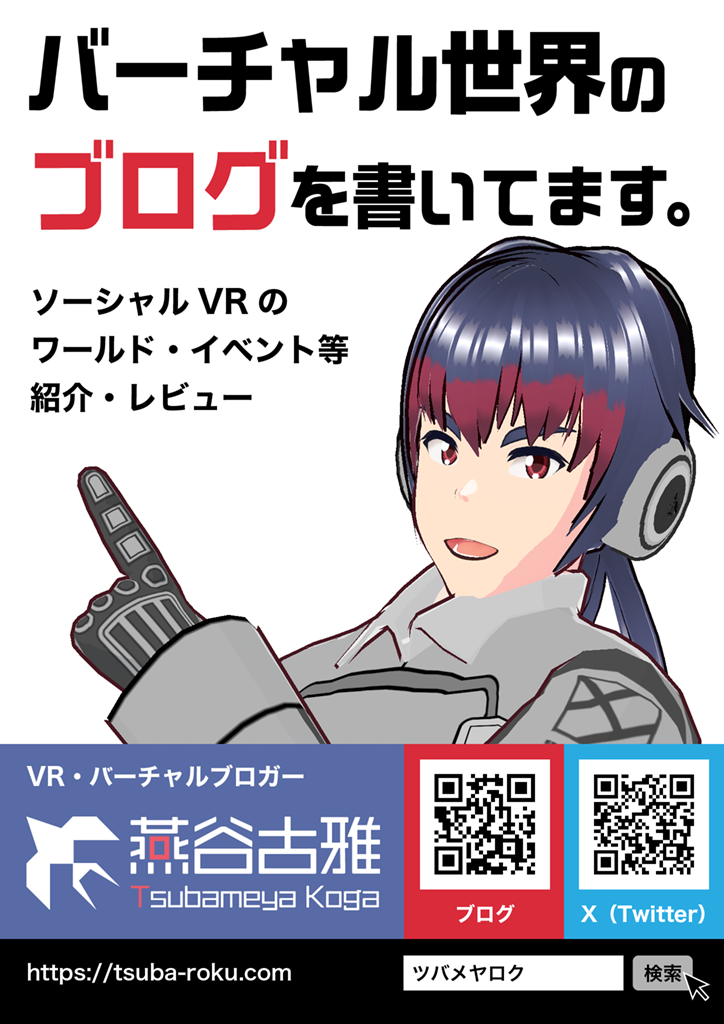 バーチャル世界の
ブログを書いてます。
ソーシャル VR の
ワールド・イベント等
紹介・レビュー
VR・バーチャルブロガー
燕谷古雅
Tsubameya Koga
ブログ
X（Twitter）
https://tsuba-roku.com
ツバメヤロク
検索